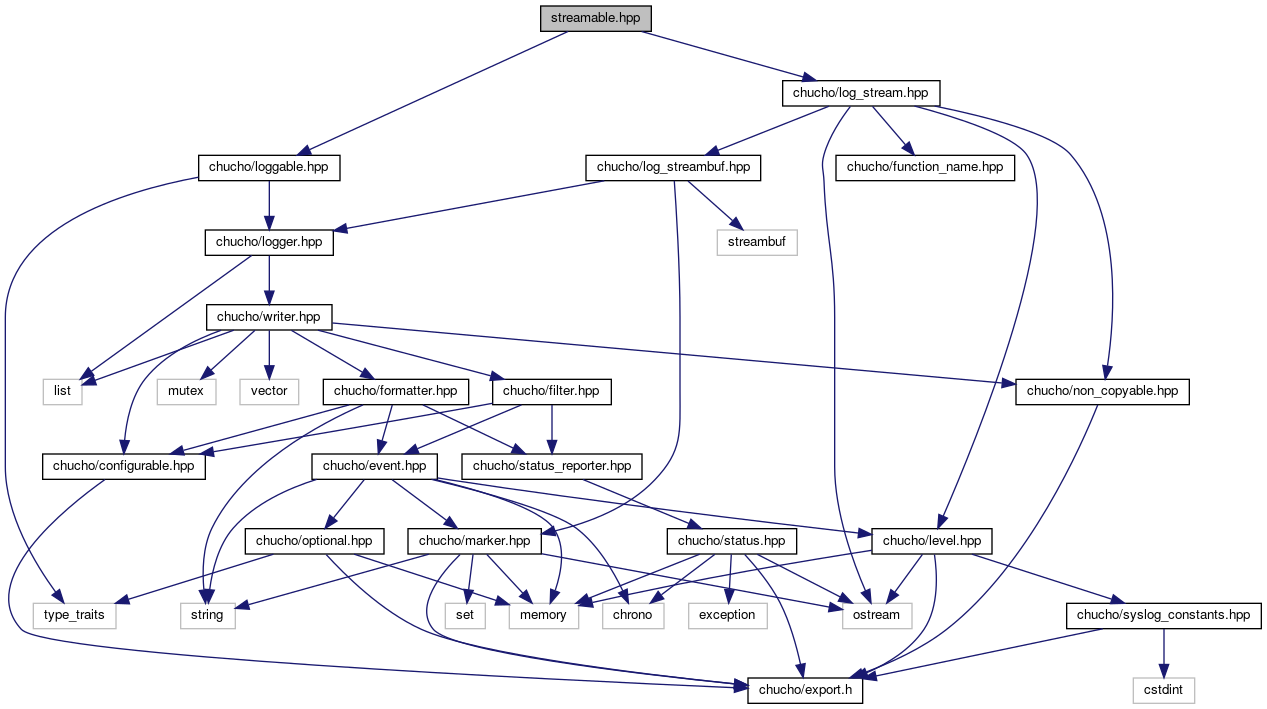 streamable.hpp
chucho/log_stream.hpp
chucho/loggable.hpp
chucho/log_streambuf.hpp
chucho/function_name.hpp
chucho/logger.hpp
streambuf
chucho/writer.hpp
list
mutex
vector
chucho/formatter.hpp
chucho/filter.hpp
chucho/non_copyable.hpp
chucho/configurable.hpp
chucho/event.hpp
chucho/status_reporter.hpp
chucho/optional.hpp
chucho/marker.hpp
chucho/status.hpp
chucho/level.hpp
type_traits
string
set
memory
chrono
exception
ostream
chucho/syslog_constants.hpp
chucho/export.h
cstdint